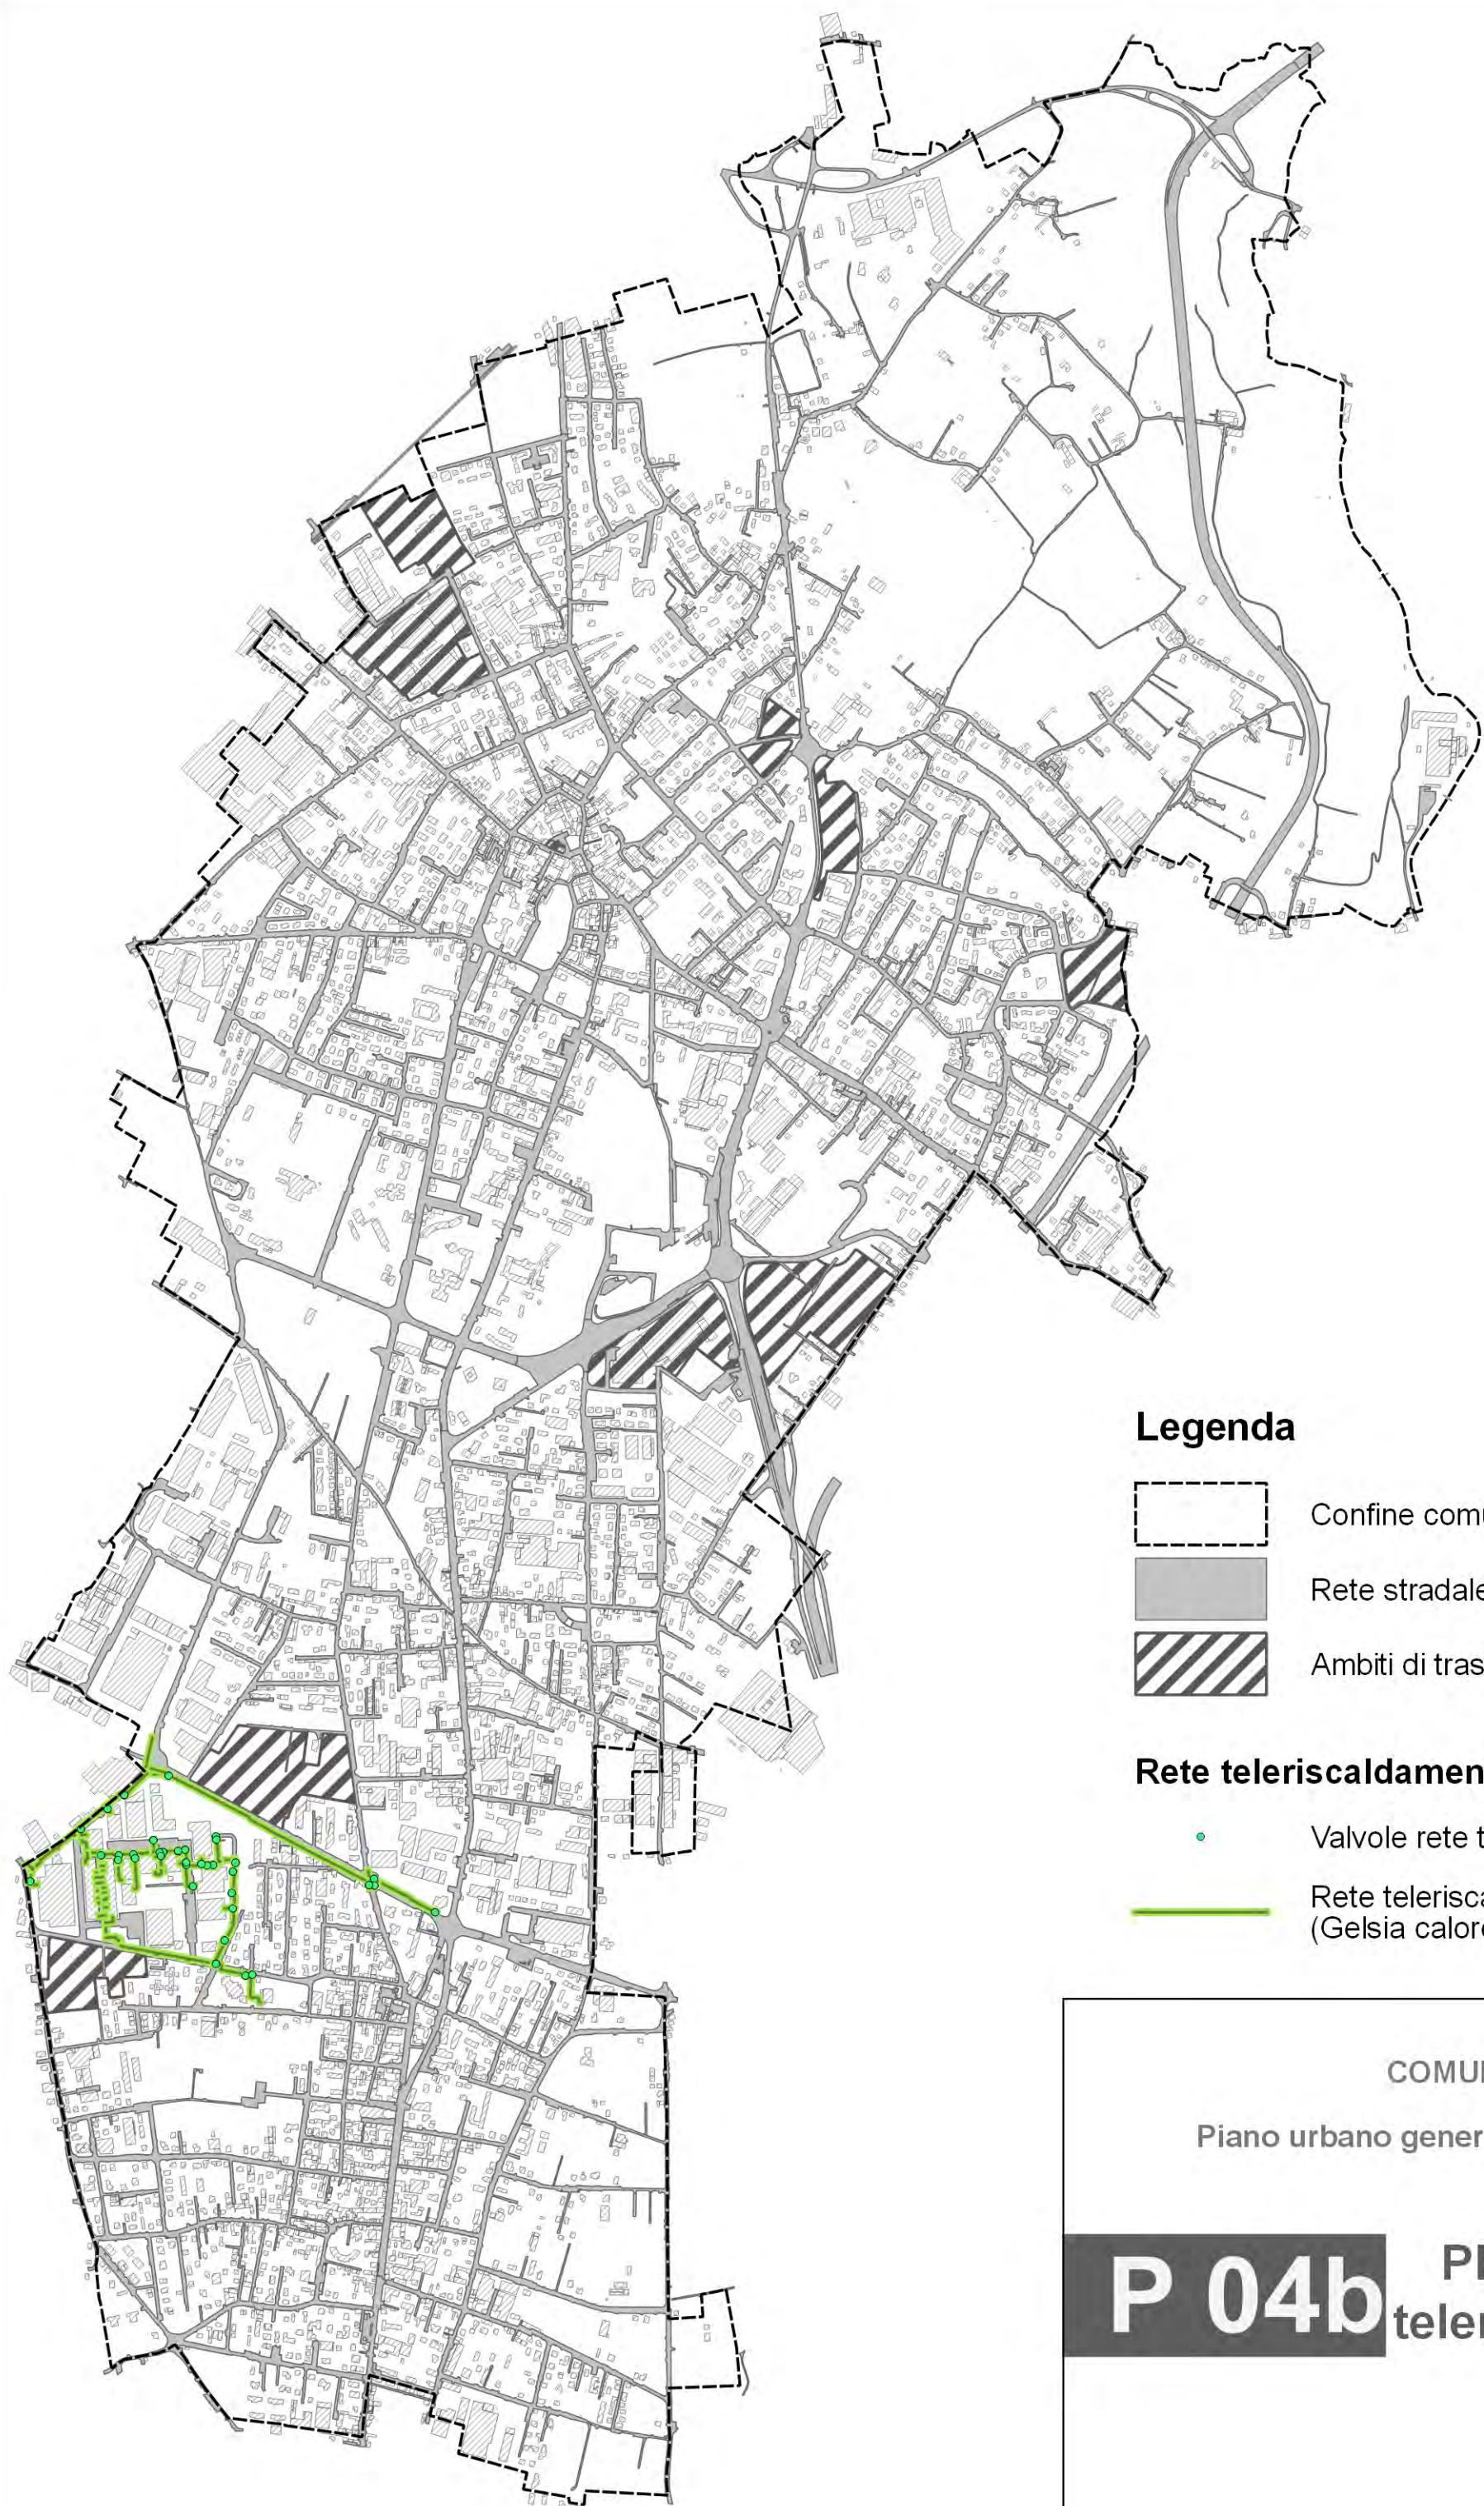 Legenda
Confine comu
Rete stradale
Ambiti di tras
Rete teleriscaldamen
Valvole rete t
Rete telerisca
(Gelsia calore
COMU
Piano urbano gener
P 04b
teler